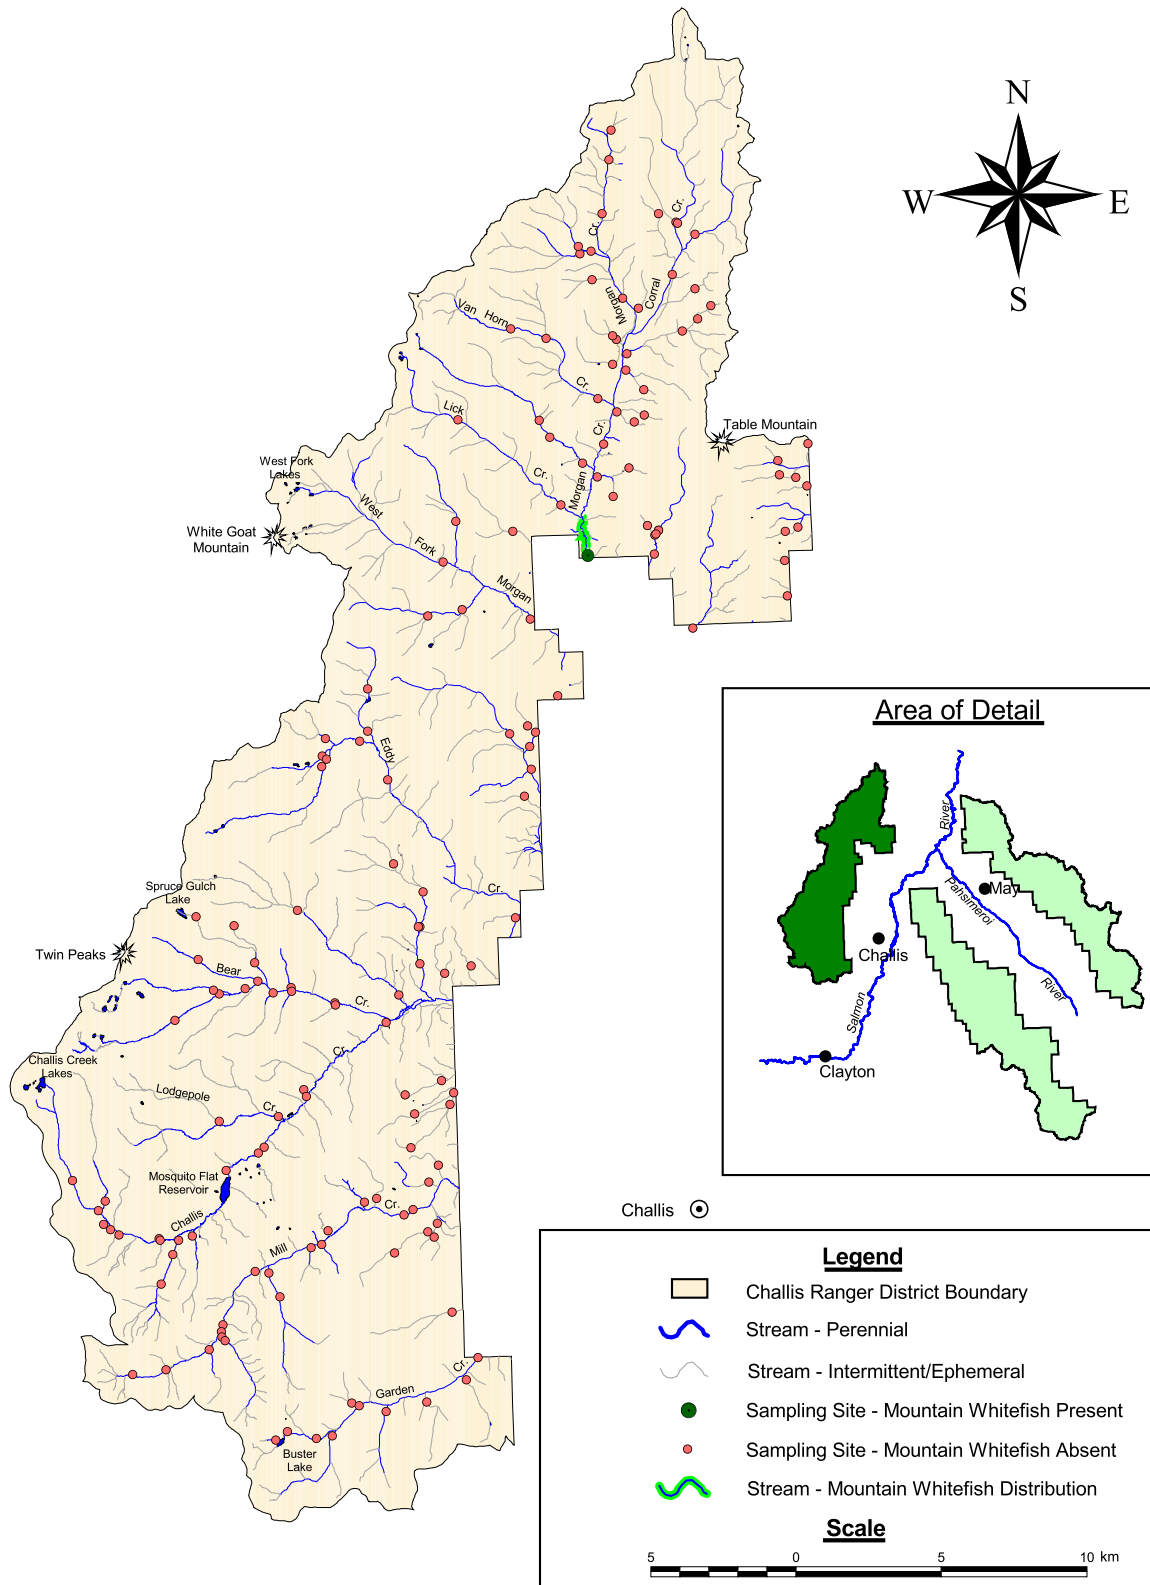 N
W
E
S
Cr.
Cr.
Corral
Morgan
Van Horn
Cr.
Lick
Cr.
Cr.
Morgan
Table Mountain
West Fork
Lakes
White Goat
Mountain
West
Fork
Morgan
Eddy
Cr.
Spruce Gulch
Lake
Twin Peaks
Bear
Cr.
Cr.
Challis Creek
Lakes
Lodgepole
Cr.
Mosquito Flat
Reservoir
Challis
Cr.
Mill
Garden
Cr.
Buster
Lake
Area of Detail
River
Pahsimeroi
May
Challis
River
Salmon
Clayton
Challis
Legend
Challis Ranger District Boundary
Stream - Perennial
Stream - Intermittent/Ephemeral
Sampling Site - Mountain Whitefish Present
Sampling Site - Mountain Whitefish Absent
Stream - Mountain Whitefish Distribution
Scale
5 0 5 10 km